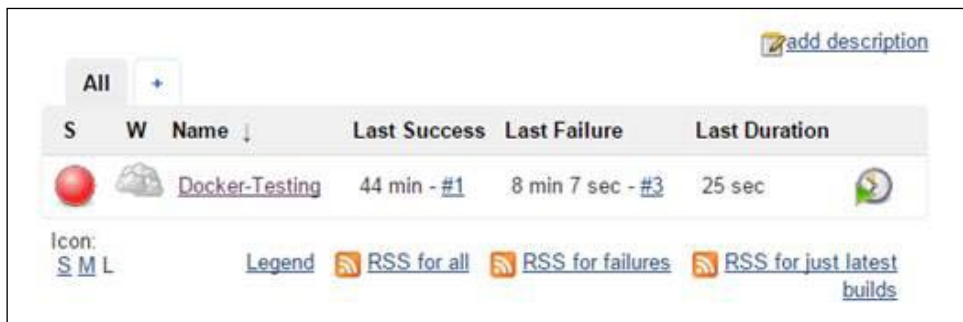 add description
All +
S W Name ↓ Last Success Last Failure Last Duration
Docker-Testing 44 min - #1 8 min 7 sec - #3 25 sec
Icon:
S M L Legend RSS for all RSS for failures RSS for just latest
builds